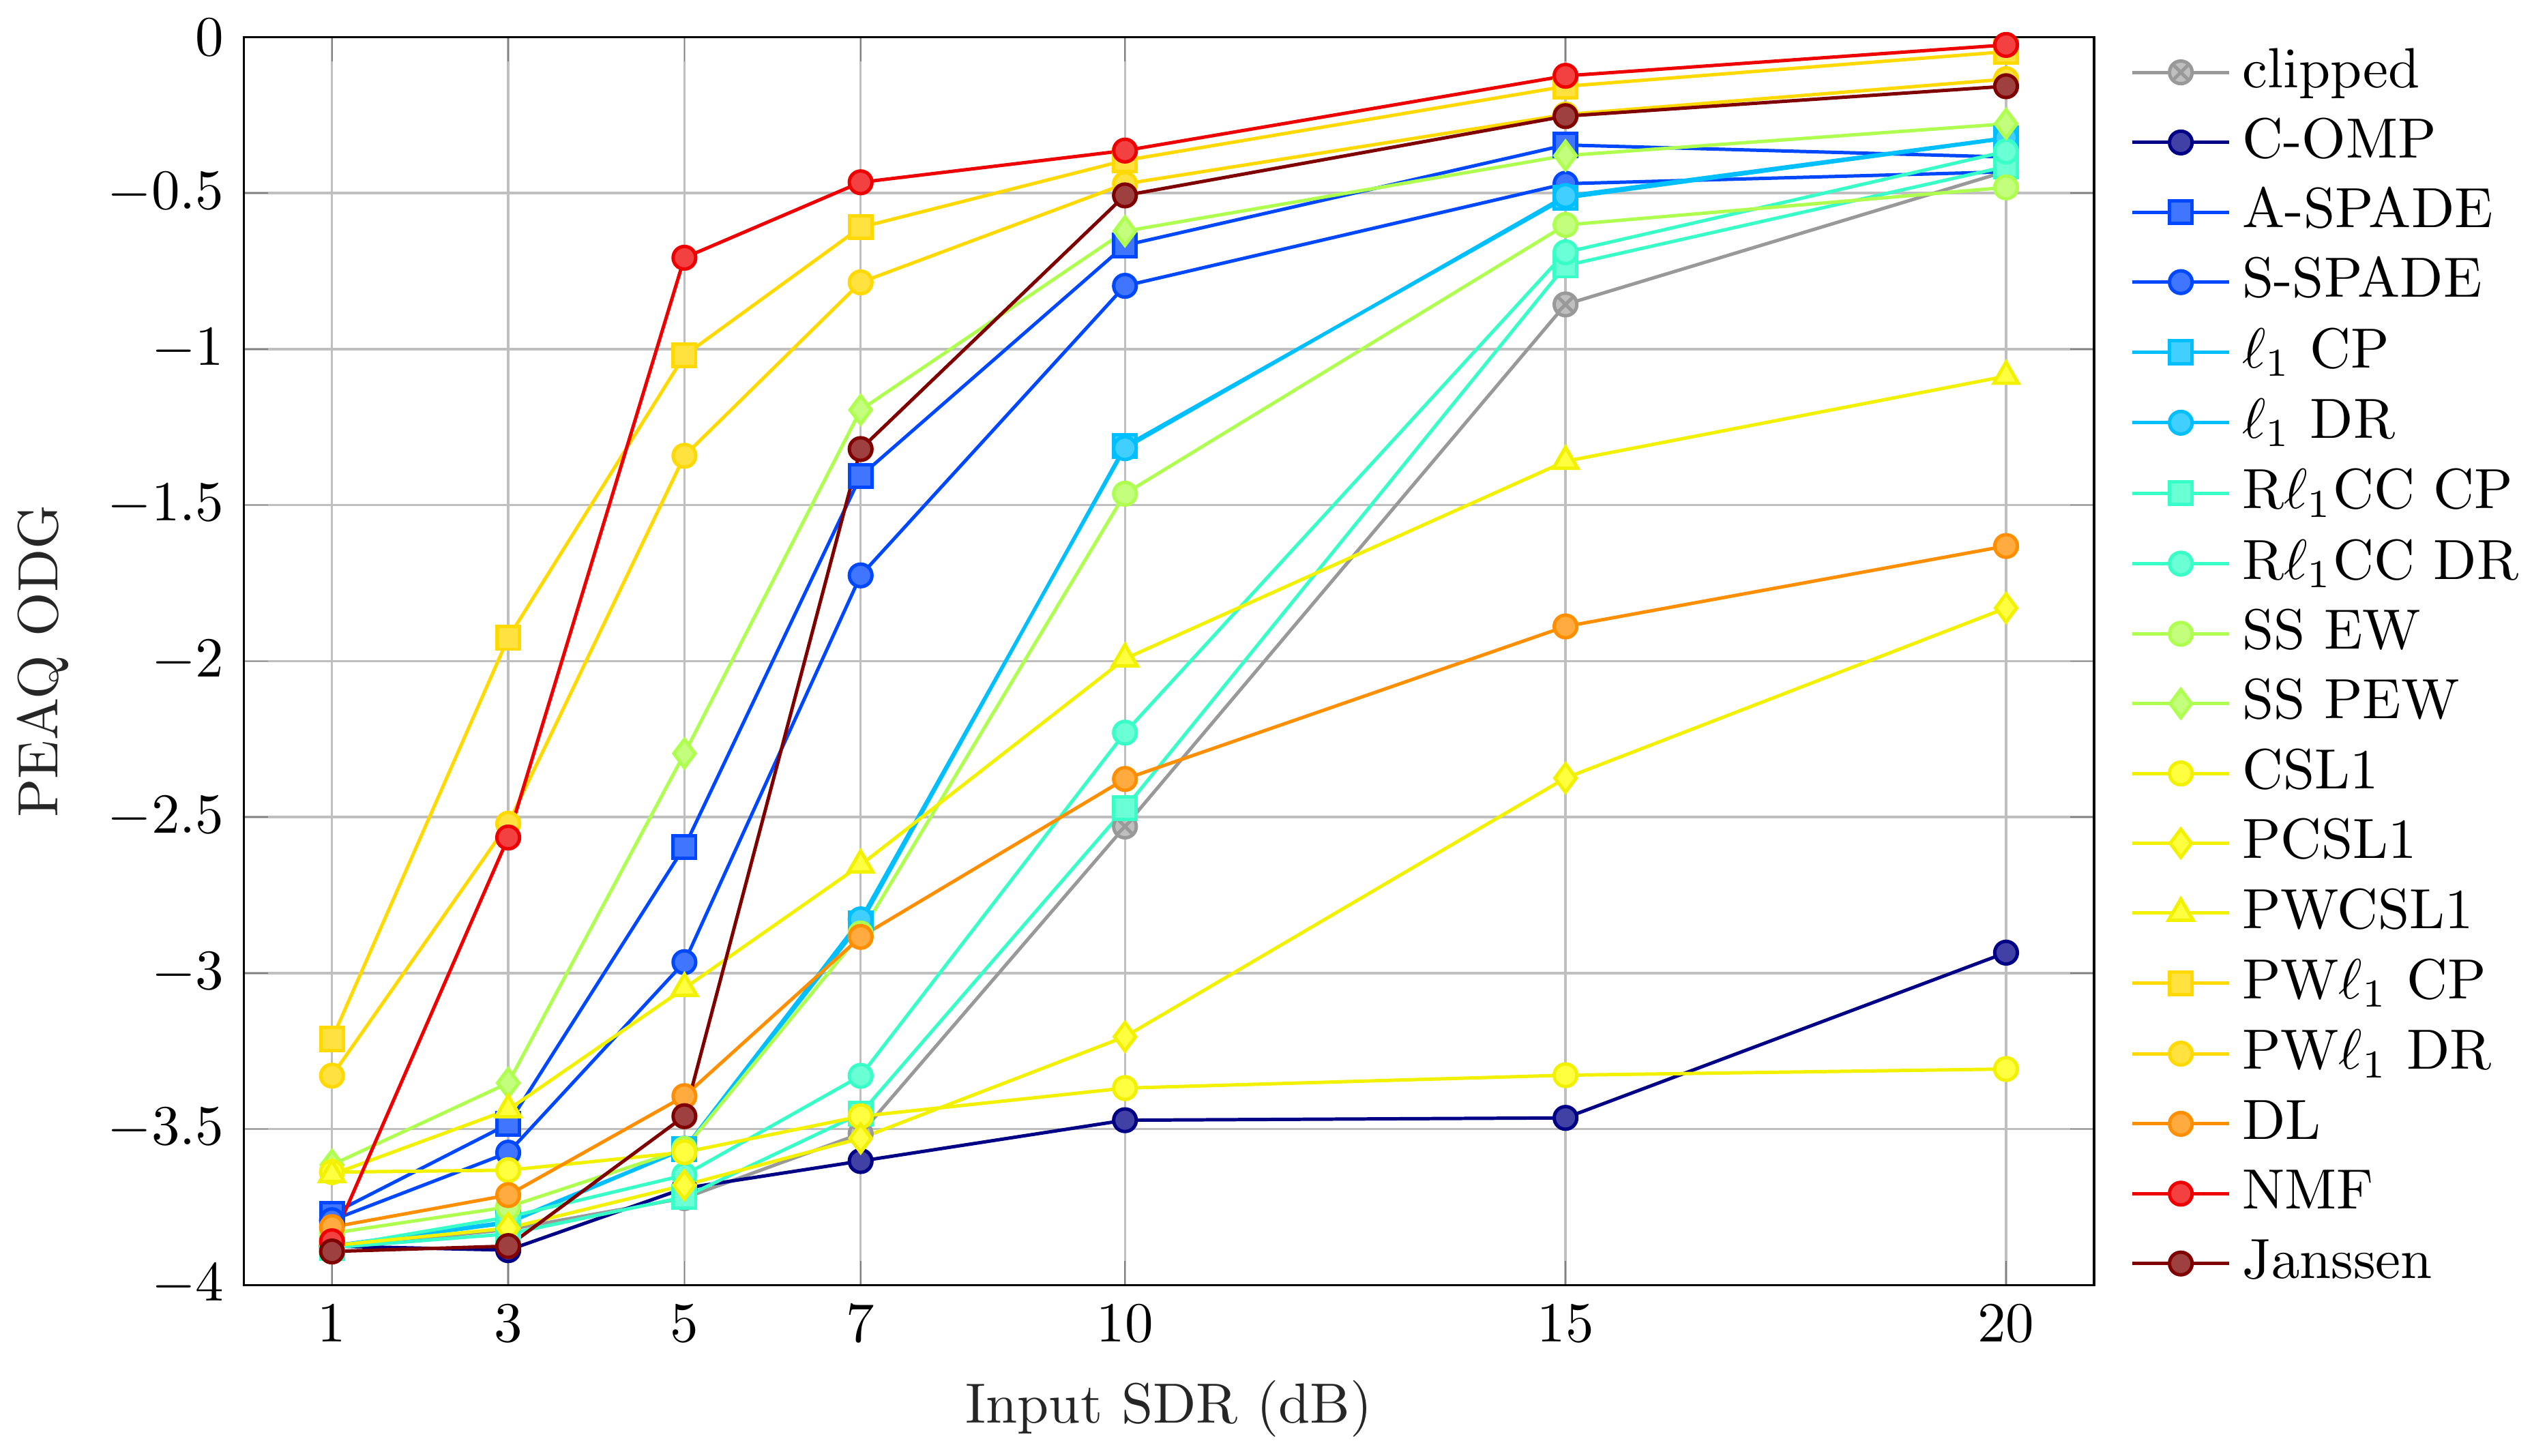 0
−0.5
−1
−1.5
−2
−2.5
−3
−3.5
−4
PEAQ ODG
1 3 5 7 10 15 20
Input SDR (dB)
clipped
C-OMP
A-SPADE
S-SPADE
ℓ₁ CP
ℓ₁ DR
Rℓ₁CC CP
Rℓ₁CC DR
SS EW
SS PEW
CSL1
PCSL1
PWCSL1
PWℓ₁ CP
PWℓ₁ DR
DL
NMF
Janssen